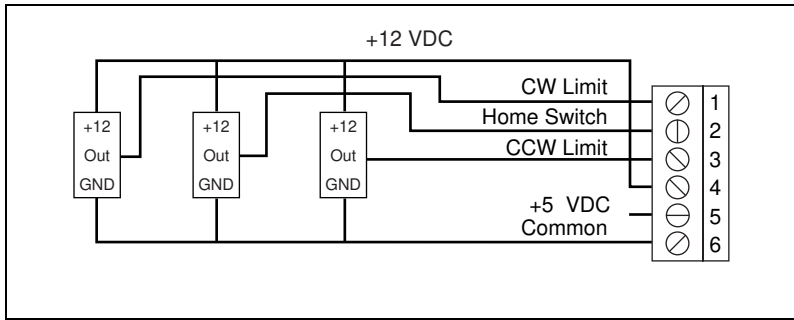 +12 VDC
CW Limit
Home Switch
CCW Limit
+5 VDC
Common
+12
Out
GND
+12
Out
GND
+12
Out
GND
1
2
3
4
5
6